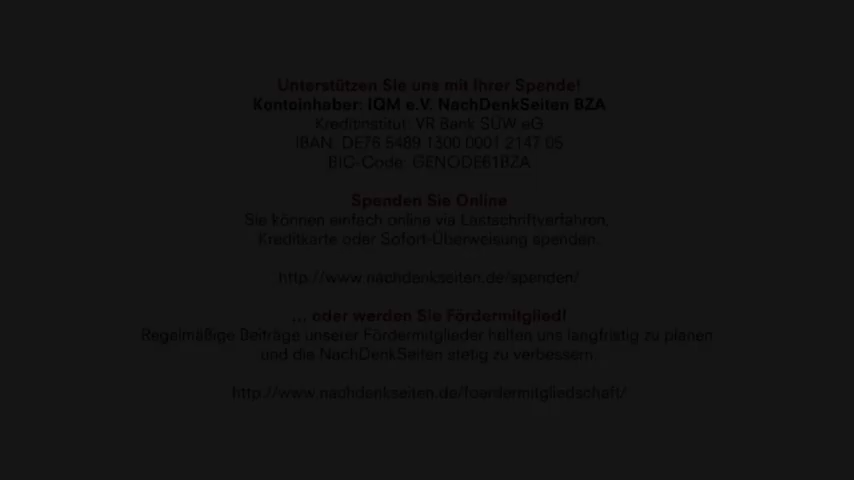 Unterstützen Sie uns mit Ihrer Spende!
Kontoinhaber: IQM e.V. NachDenkSeiten BZA
Kreditinstitut: VR Bank SÜW eG
IBAN: DE76 5489 1300 0001 2147 05
BIC-Code: GENODE61BZA
Spenden Sie Online
Sie können einfach online via Lastschriftverfahren,
Kreditkarte oder Sofort-Überweisung spenden.
http://www.nachdenkseiten.de/spenden/
... oder werden Sie Fördermitglied!
Regelmäßige Beiträge unserer Fördermitglieder helfen uns langfristig zu planen
und die NachDenkSeiten stetig zu verbessern.
http://www.nachdenkseiten.de/foerdermitgliedschaft/